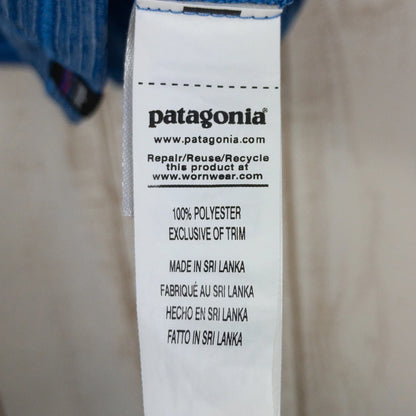 patagonia®
www.patagonia.com
Repair/Reuse/Recycle
this product at
www.wornwear.com
100% POLYESTER
EXCLUSIVE OF TRIM
MADE IN SRI LANKA
FABRIQUÉ AU SRI LANKA
HECHO EN SRI LANKA
FATTO IN SRI LANKA